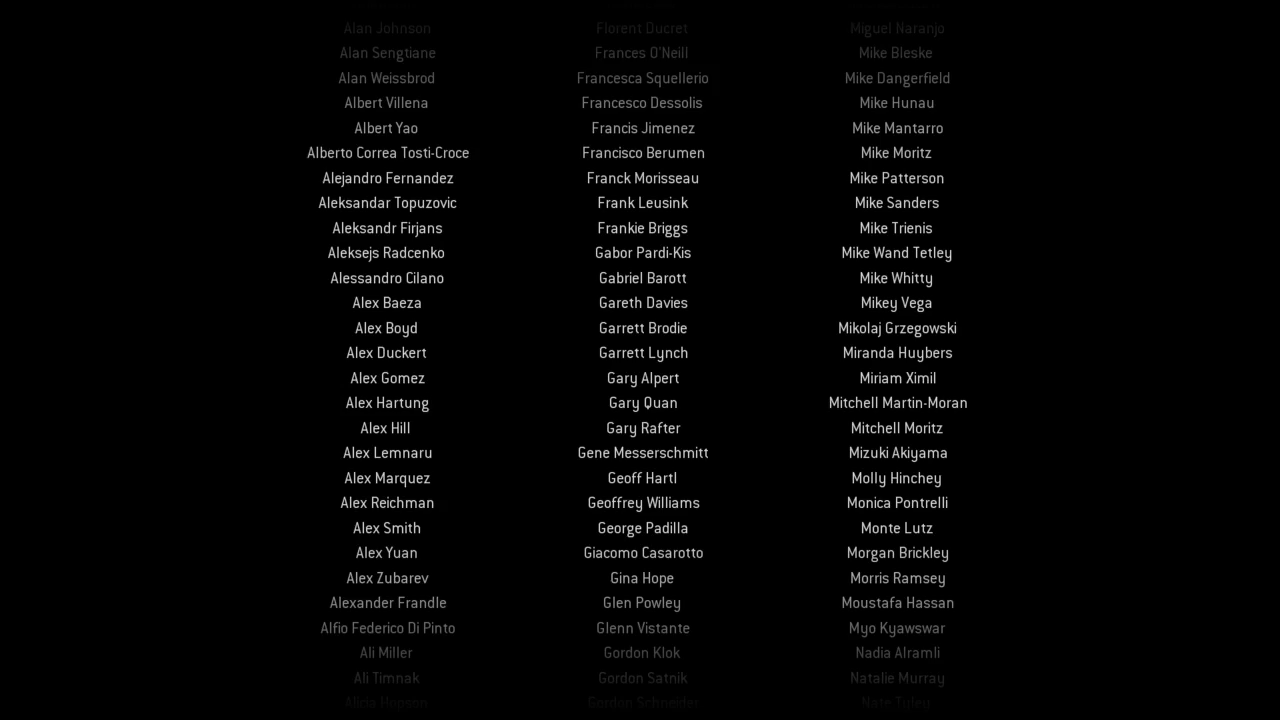 Alan Johnson
Alan Sengtiane
Alan Weissbrod
Albert Villena
Albert Yao
Alberto Correa Tosti-Croce
Alejandro Fernandez
Aleksandar Topuzovic
Aleksandr Firjans
Aleksejs Radcenko
Alessandro Cilano
Alex Baeza
Alex Boyd
Alex Duckert
Alex Gomez
Alex Hartung
Alex Hill
Alex Lemnaru
Alex Marquez
Alex Reichman
Alex Smith
Alex Yuan
Alex Zubarev
Alexander Frandle
Alfio Federico Di Pinto
Ali Miller
Ali Timnak
Alicia Hopson
Florent Ducret
Frances O'Neill
Francesca Squellerio
Francesco Dessolis
Francis Jimenez
Francisco Berumen
Franck Morisseau
Frank Leusink
Frankie Briggs
Gabor Pardi-Kis
Gabriel Barott
Gareth Davies
Garrett Brodie
Garrett Lynch
Gary Alpert
Gary Quan
Gary Rafter
Gene Messerschmitt
Geoff Hartl
Geoffrey Williams
George Padilla
Giacomo Casarotto
Gina Hope
Glen Powley
Glenn Vistante
Gordon Klok
Gordon Satnik
Gordon Schneider
Miguel Naranjo
Mike Bleske
Mike Dangerfield
Mike Hunau
Mike Mantarro
Mike Moritz
Mike Patterson
Mike Sanders
Mike Trienis
Mike Wand Tetley
Mike Whitty
Mikey Vega
Mikolaj Grzegowski
Miranda Huybers
Miriam Ximil
Mitchell Martin-Moran
Mitchell Moritz
Mizuki Akiyama
Molly Hinchey
Monica Pontrelli
Monte Lutz
Morgan Brickley
Morris Ramsey
Moustafa Hassan
Myo Kyawswar
Nadia Alramli
Natalie Murray
Nate Tuley